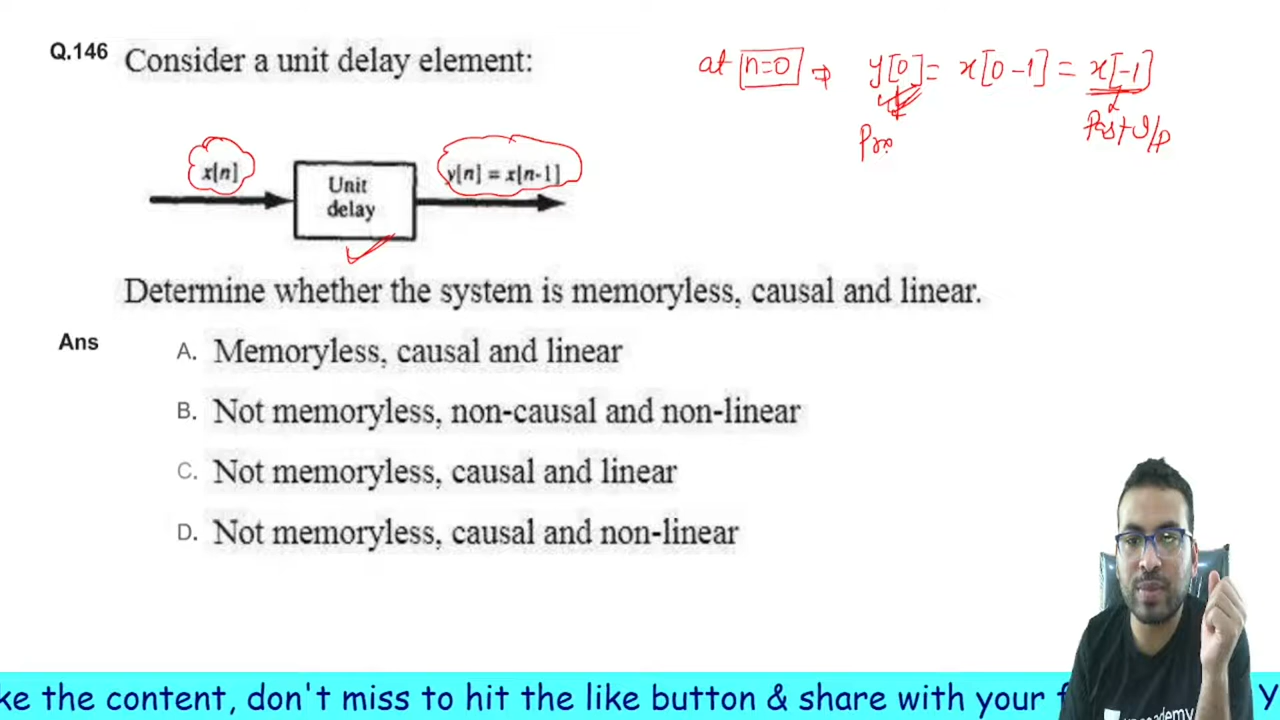 Q.146 Consider a unit delay element:
at n=0 ⇒ y[0] = x[0-1] = x[-1]
Pre Past I/P
x[n] Unit delay y[n] = x[n-1]
Determine whether the system is memoryless, causal and linear.
Ans
A. Memoryless, causal and linear
B. Not memoryless, non-causal and non-linear
C. Not memoryless, causal and linear
D. Not memoryless, causal and non-linear
ke the content, don't miss to hit the like button & share with your f